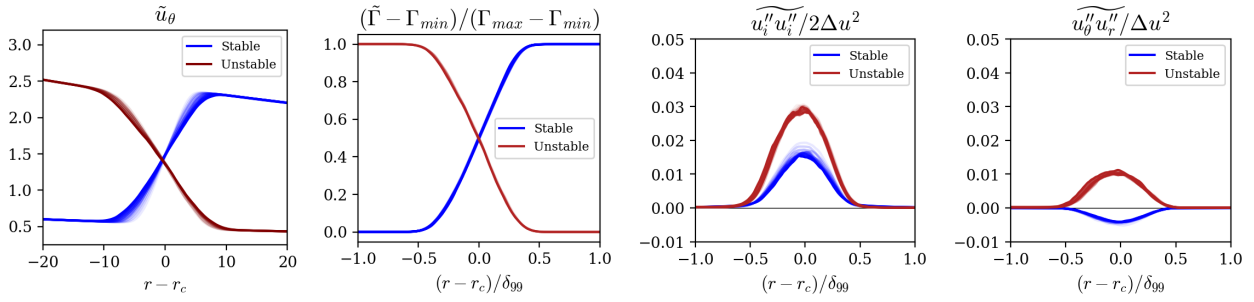 ũ_θ
3.0
2.5
2.0
1.5
1.0
0.5
−20 −10 0 10 20
r − r_c
Stable
Unstable
(Γ̃ − Γ_min)/(Γ_max − Γ_min)
1.0
0.8
0.6
0.4
0.2
0.0
−1.0 −0.5 0.0 0.5 1.0
(r − r_c)/δ_99
Stable
Unstable
\widetilde{u_i''u_i''}/2Δu²
0.05
0.04
0.03
0.02
0.01
0.00
−0.01
−1.0 −0.5 0.0 0.5 1.0
(r − r_c)/δ_99
Stable
Unstable
\widetilde{u_θ''u_r''}/Δu²
0.05
0.04
0.03
0.02
0.01
0.00
−0.01
−1.0 −0.5 0.0 0.5 1.0
(r − r_c)/δ_99
Stable
Unstable